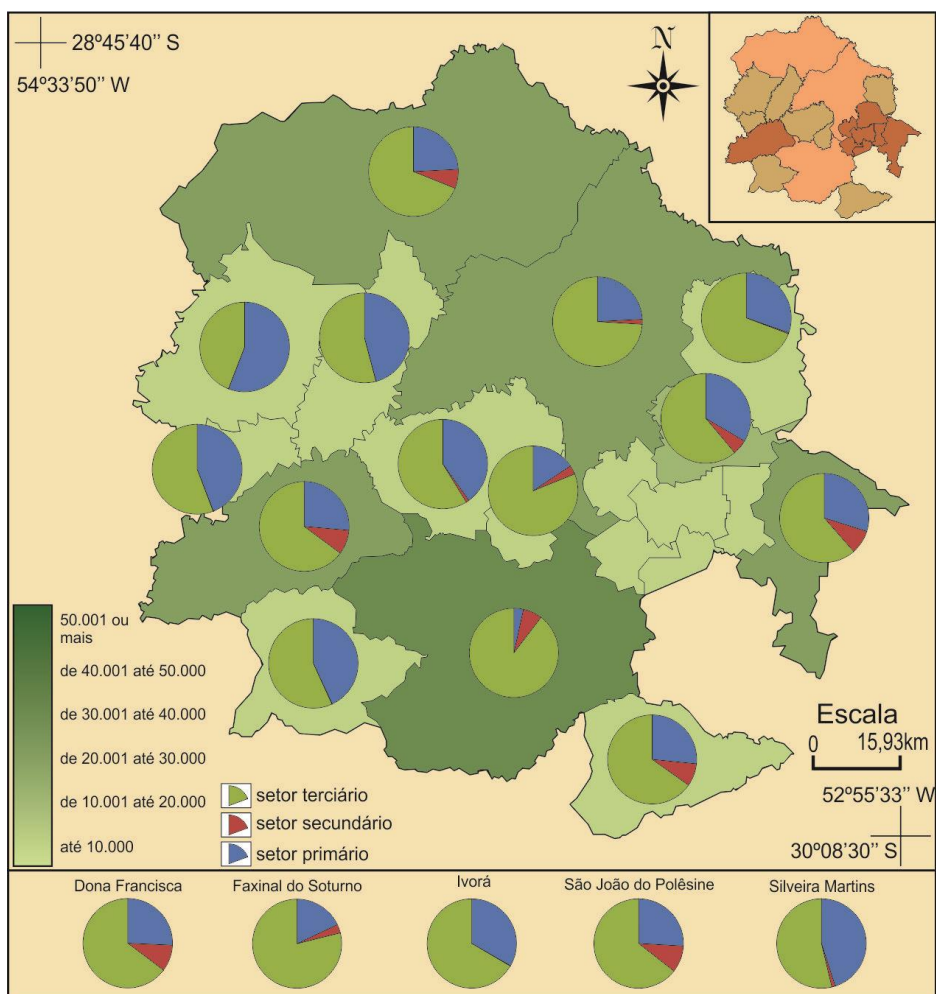 28º45'40'' S
54º33'50'' W
N
50.001 ou
mais
de 40.001 até 50.000
de 30.001 até 40.000
de 20.001 até 30.000
de 10.001 até 20.000
até 10.000
setor terciário
setor secundário
setor primário
Escala
0 15,93km
52º55'33'' W
30º08'30'' S
Dona Francisca
Faxinal do Soturno
Ivorá
São João do Polêsine
Silveira Martins